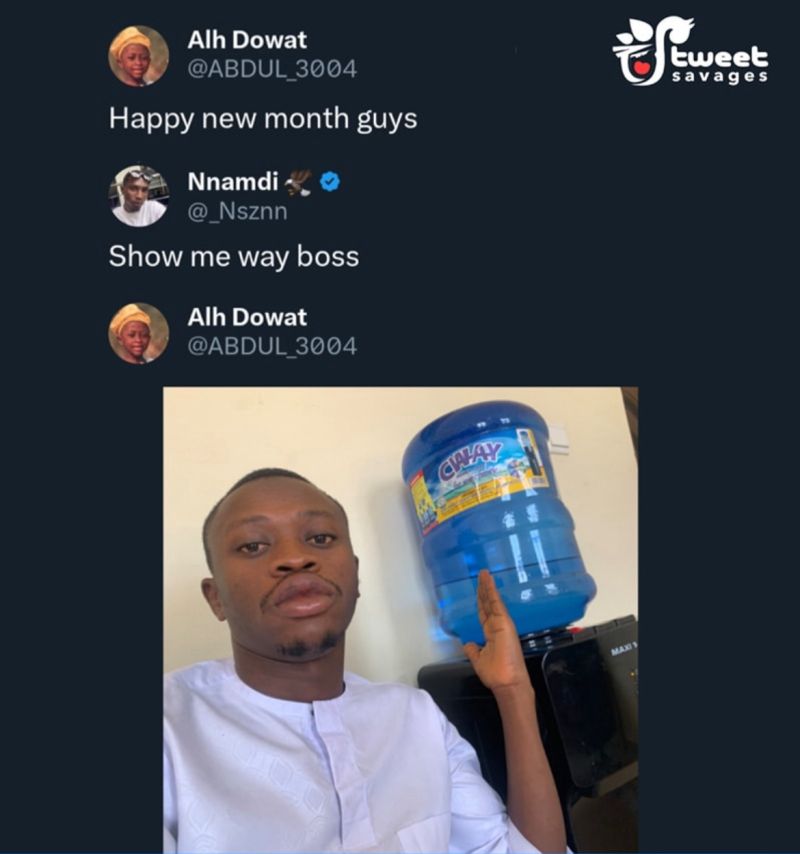 Alh Dowat
@ABDUL_3004
tweet
savages
Happy new month guys
Nnamdi
@_Nsznn
Show me way boss
Alh Dowat
@ABDUL_3004
CWAY
MAXI